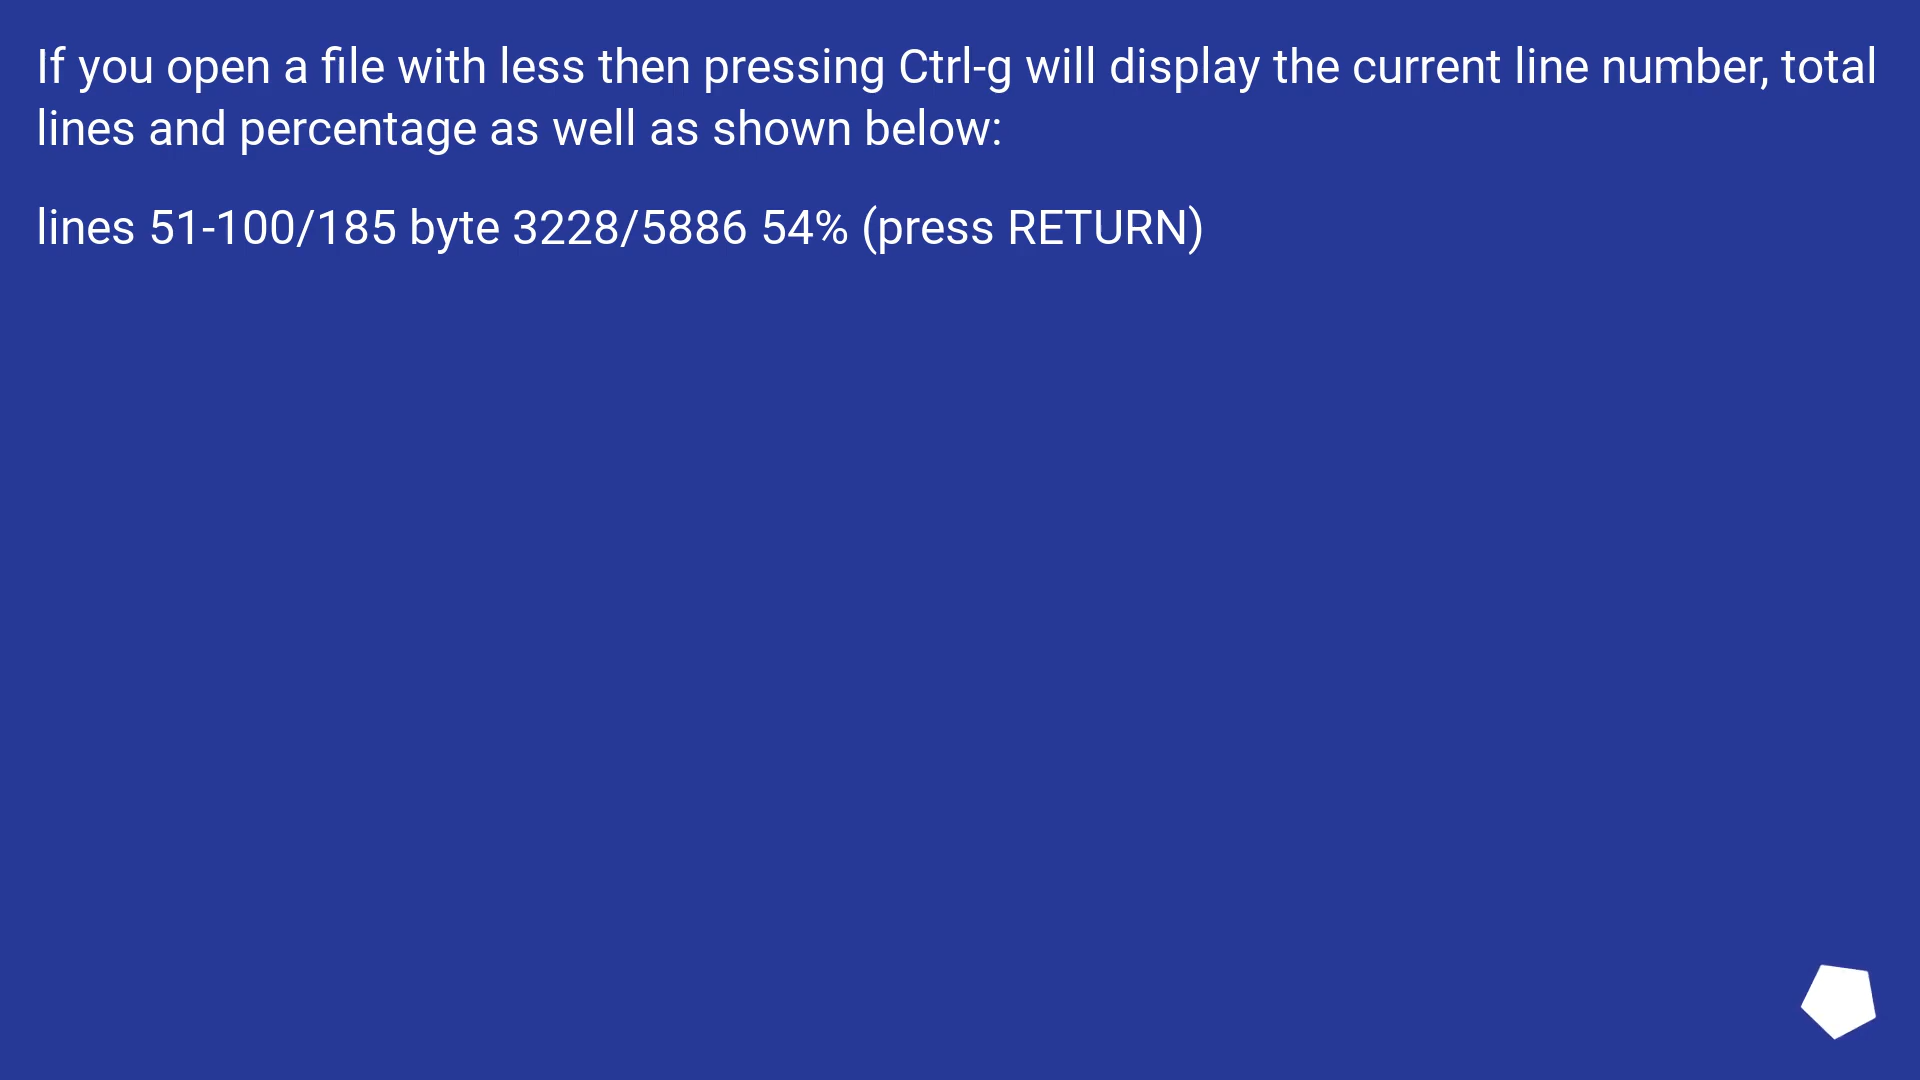 If you open a file with less then pressing Ctrl-g will display the current line number, total
lines and percentage as well as shown below:
lines 51-100/185 byte 3228/5886 54% (press RETURN)